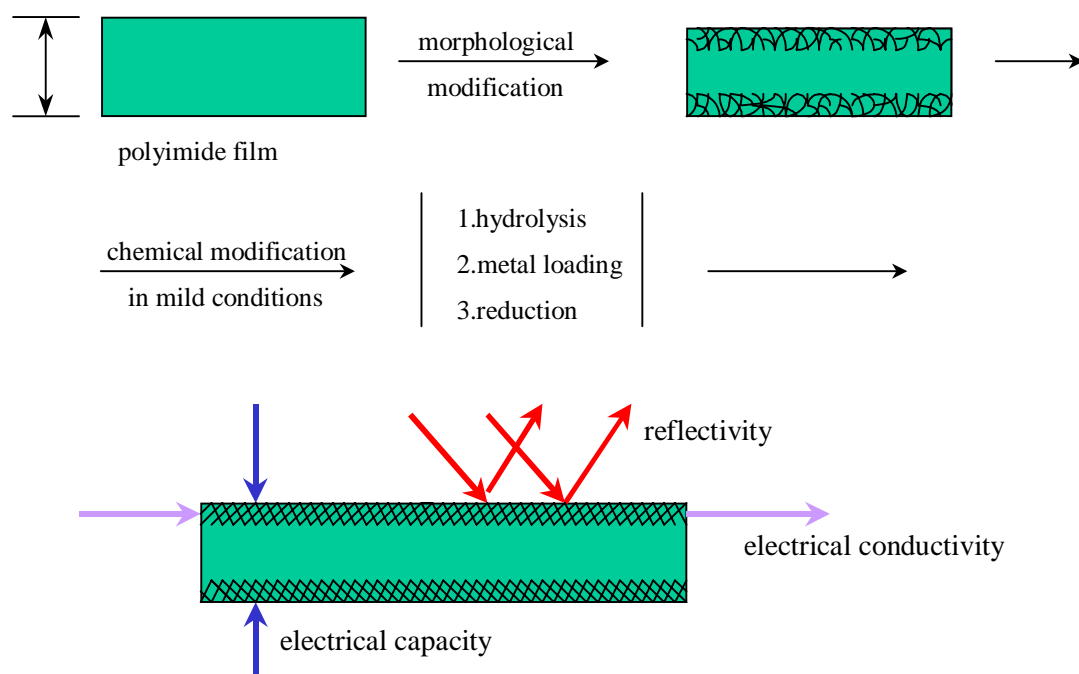 morphological
modification
polyimide film
chemical modification
in mild conditions
1.hydrolysis
2.metal loading
3.reduction
reflectivity
electrical conductivity
electrical capacity